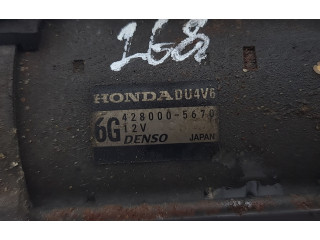 168
HONDA DU4V6
6G 428000-5670
12V
DENSO JAPAN